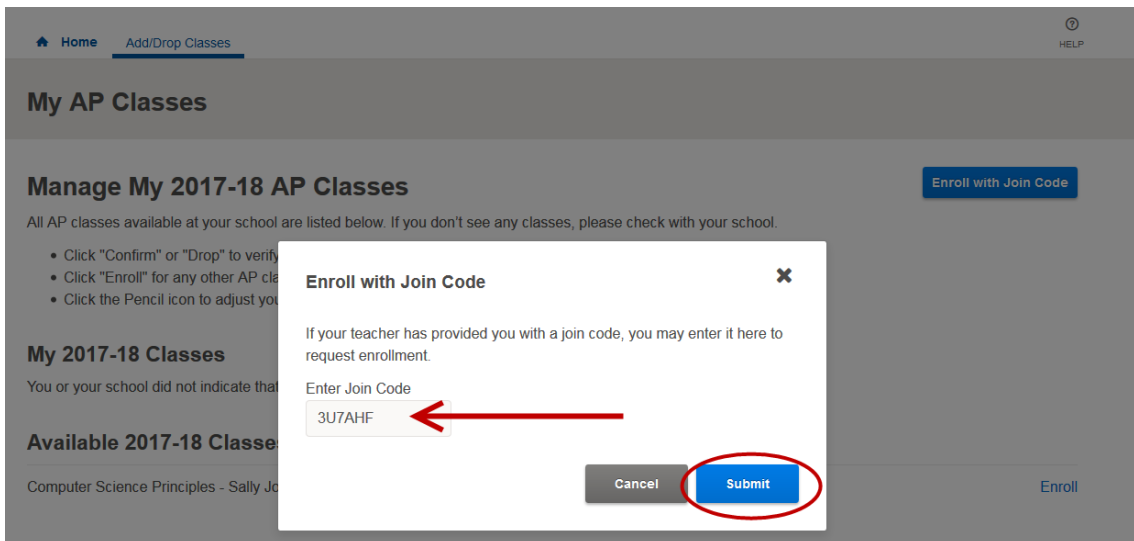 Home Add/Drop Classes
HELP
My AP Classes
Manage My 2017-18 AP Classes
Enroll with Join Code
All AP classes available at your school are listed below. If you don't see any classes, please check with your school.
• Click "Confirm" or "Drop" to verify
• Click "Enroll" for any other AP
• Click the Pencil icon to adjust
Enroll with Join Code
If your teacher has provided you with a join code, you may enter it here to
request enrollment.
Enter Join Code
3U7AHF
Cancel Submit
My 2017-18 Classes
You or your school did not indicate that
Available 2017-18 Classes
Computer Science Principles - Sally
Enroll